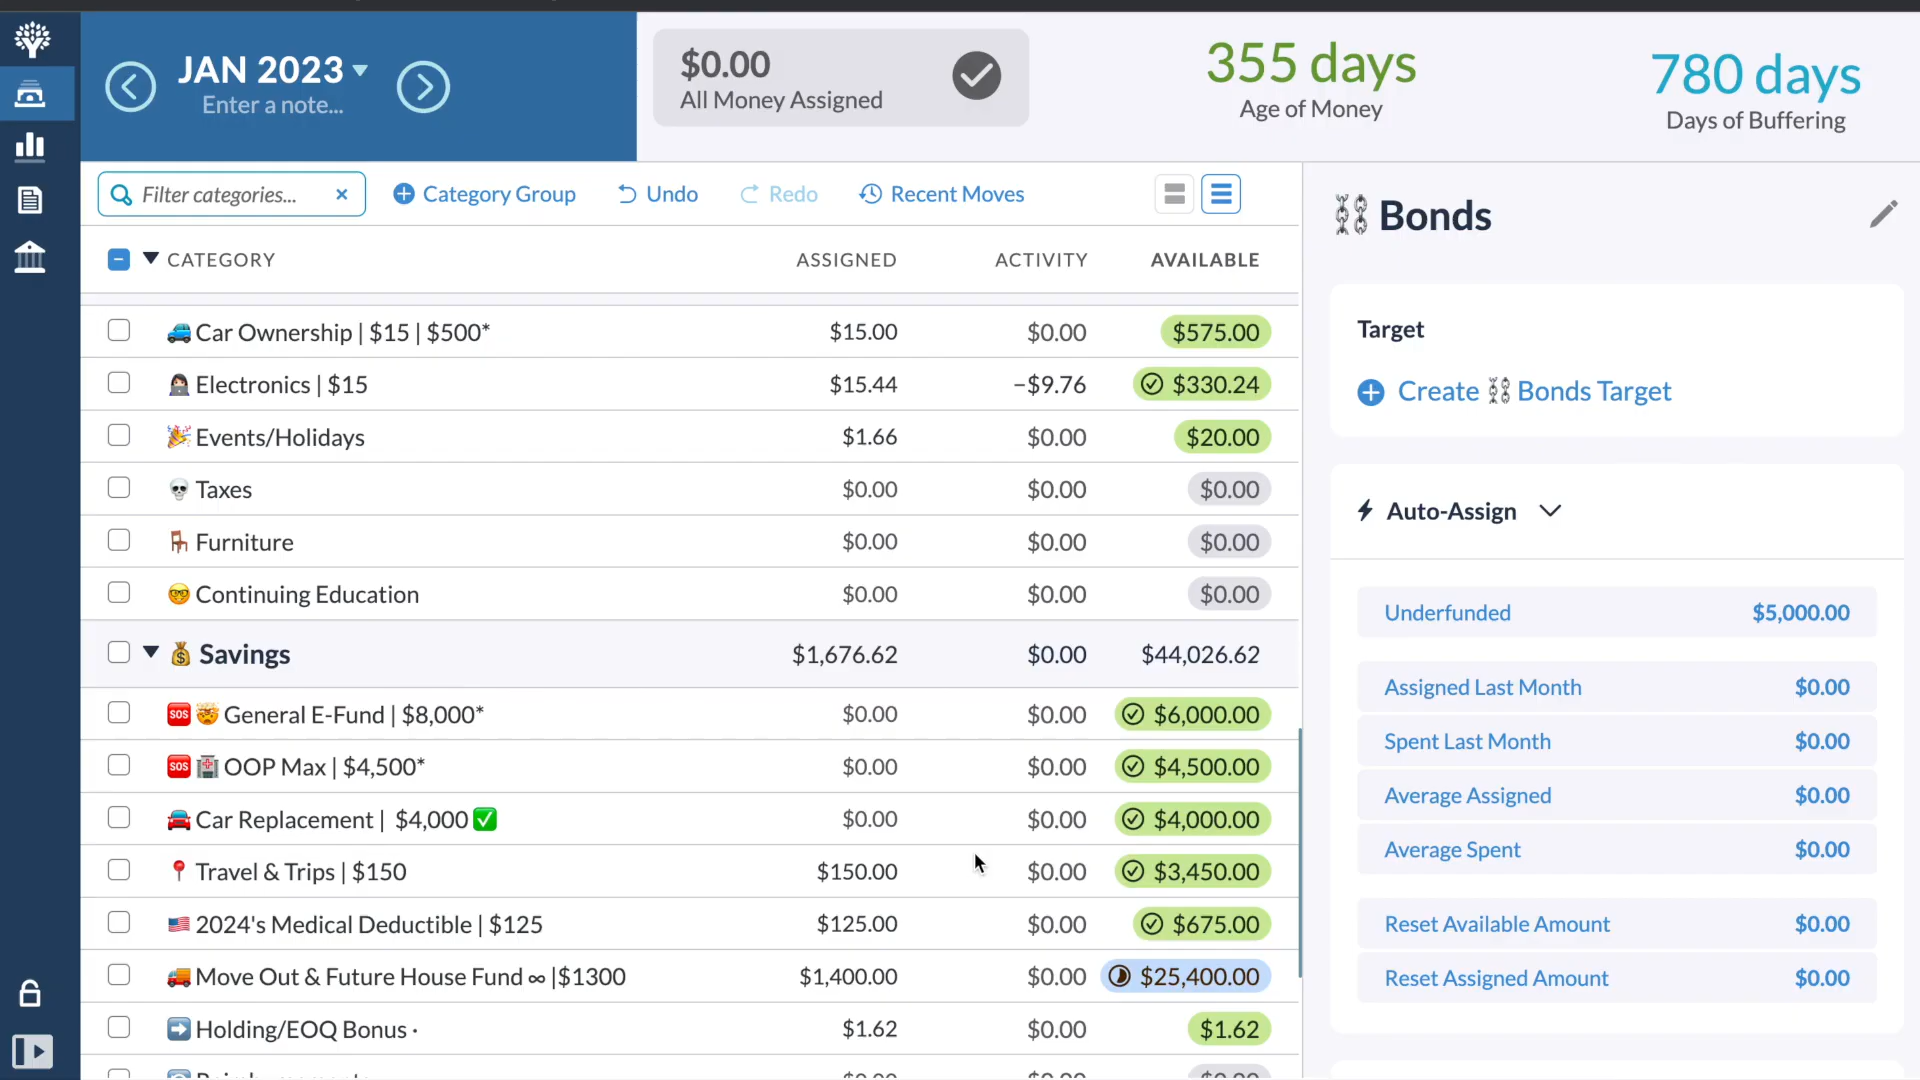 JAN 2023
Enter a note...
$0.00
All Money Assigned
355 days
Age of Money
780 days
Days of Buffering
Filter categories...
Category Group
Undo
Redo
Recent Moves
CATEGORY ASSIGNED ACTIVITY AVAILABLE
Car Ownership | $15 | $500* $15.00 $0.00 $575.00
Electronics | $15 $15.44 −$9.76 $330.24
Events/Holidays $1.66 $0.00 $20.00
Taxes $0.00 $0.00 $0.00
Furniture $0.00 $0.00 $0.00
Continuing Education $0.00 $0.00 $0.00
Savings $1,676.62 $0.00 $44,026.62
SOS General E-Fund | $8,000* $0.00 $0.00 $6,000.00
SOS OOP Max | $4,500* $0.00 $0.00 $4,500.00
Car Replacement | $4,000 $0.00 $0.00 $4,000.00
Travel & Trips | $150 $150.00 $0.00 $3,450.00
2024's Medical Deductible | $125 $125.00 $0.00 $675.00
Move Out & Future House Fund ∞ |$1300 $1,400.00 $0.00 $25,400.00
Holding/EOQ Bonus · $1.62 $0.00 $1.62
Bonds
Target
Create Bonds Target
Auto-Assign
Underfunded $5,000.00
Assigned Last Month $0.00
Spent Last Month $0.00
Average Assigned $0.00
Average Spent $0.00
Reset Available Amount $0.00
Reset Assigned Amount $0.00